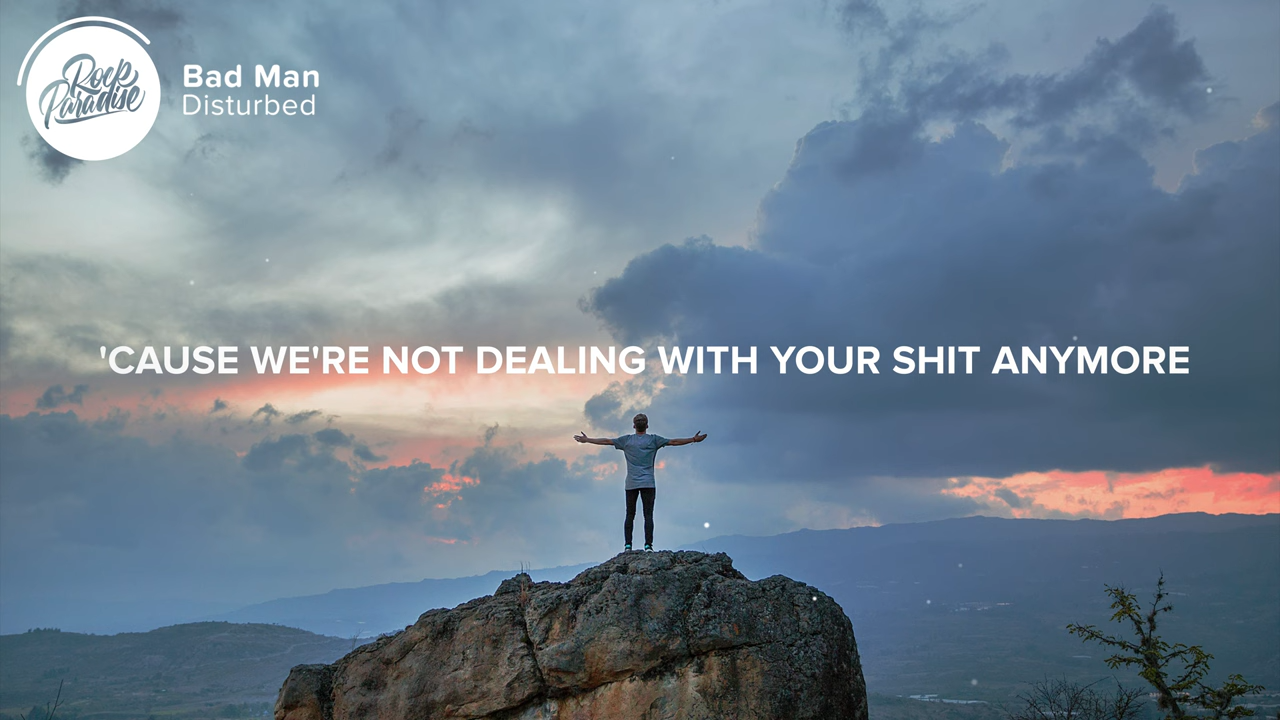 Rock
Paradise
Bad Man
Disturbed
'CAUSE WE'RE NOT DEALING WITH YOUR SHIT ANYMORE